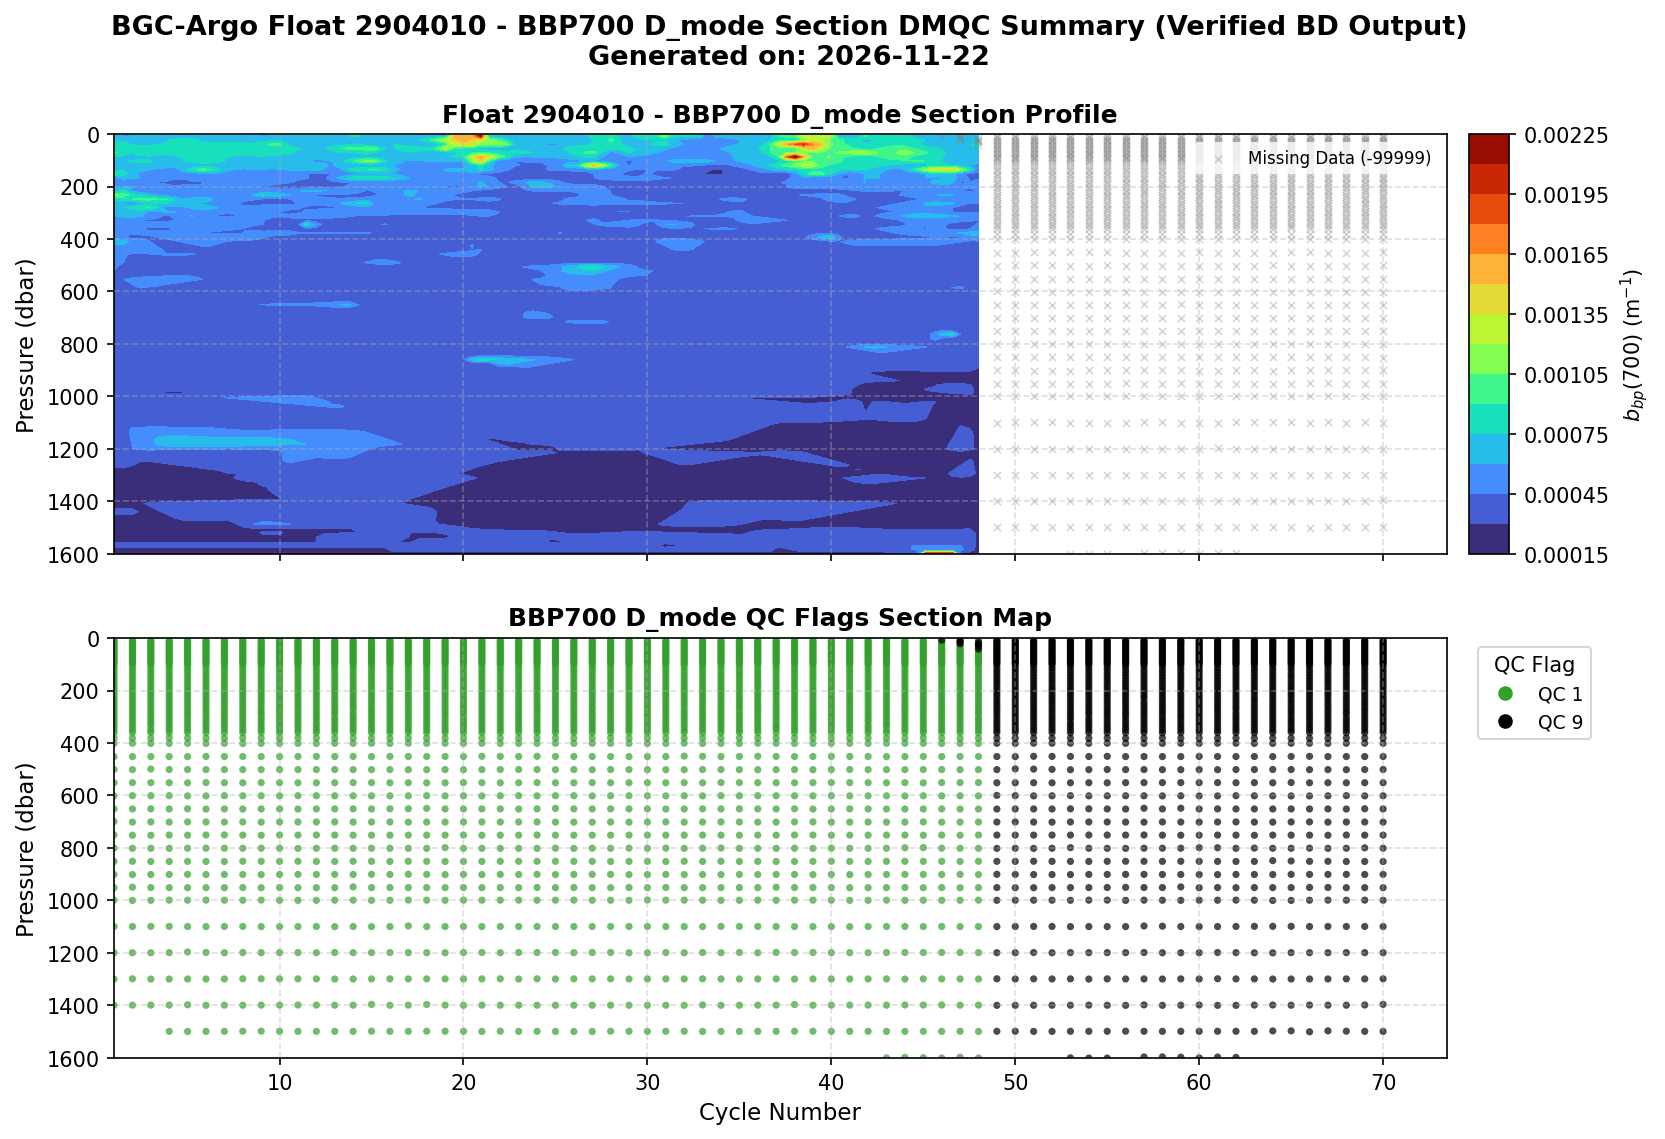 BGC-Argo Float 2904010 - BBP700 D_mode Section DMQC Summary (Verified BD Output)
Generated on: 2026-11-22
Float 2904010 - BBP700 D_mode Section Profile
Pressure (dbar)
0
200
400
600
800
1000
1200
1400
1600
Missing Data (-99999)
0.00225
0.00195
0.00165
0.00135
0.00105
0.00075
0.00045
0.00015
b_bp(700) (m⁻¹)
BBP700 D_mode QC Flags Section Map
Pressure (dbar)
0
200
400
600
800
1000
1200
1400
1600
10
20
30
40
50
60
70
Cycle Number
QC Flag
QC 1
QC 9